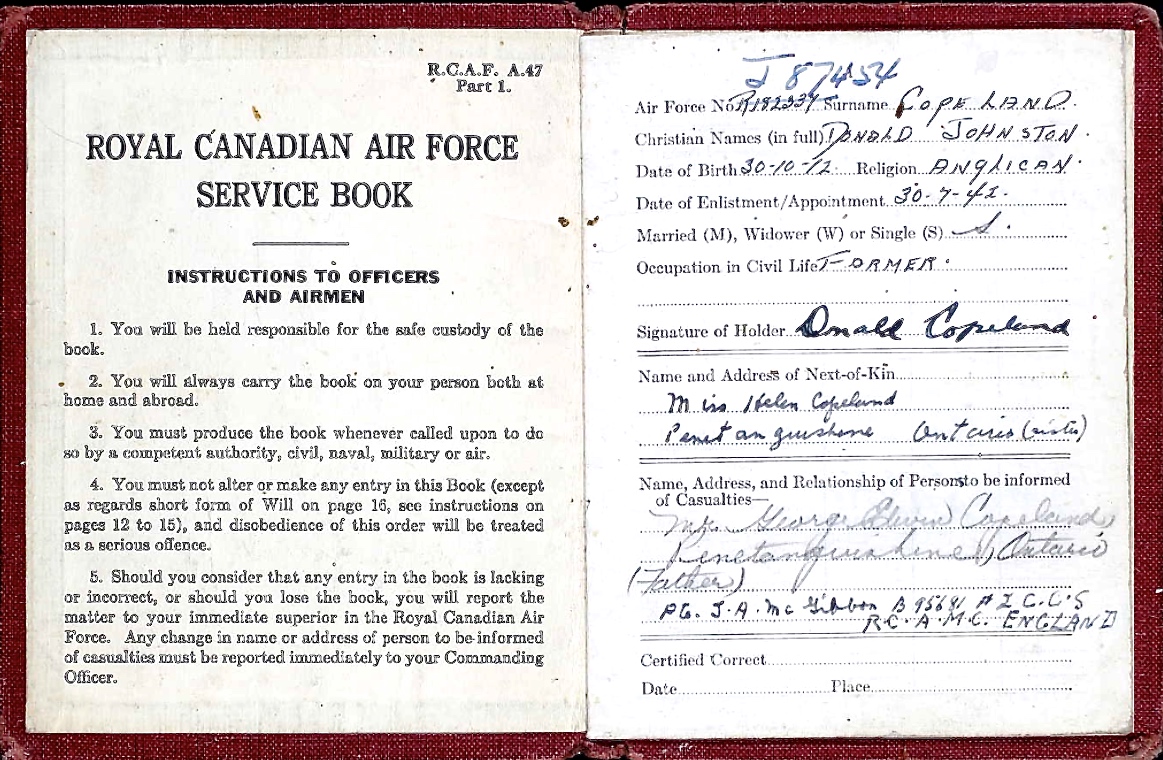 R.C.A.F. A.47
Part 1.
ROYAL CANADIAN AIR FORCE
SERVICE BOOK
INSTRUCTIONS TO OFFICERS
AND AIRMEN
1. You will be held responsible for the safe custody of the
book.
2. You will always carry the book on your person both at
home and abroad.
3. You must produce the book whenever called upon to do
so by a competent authority, civil, naval, military or air.
4. You must not alter or make any entry in this Book (except
as regards short form of Will on page 16, see instructions on
pages 12 to 15), and disobedience of this order will be treated
as a serious offence.
5. Should you consider that any entry in the book is lacking
or incorrect, or should you lose the book, you will report the
matter to your immediate superior in the Royal Canadian Air
Force. Any change in name or address of person to be informed
of casualties must be reported immediately to your Commanding
Officer.
J 87454
Air Force No. R182237 Surname COPELAND.
Christian Names (in full) DONALD JOHNSTON.
Date of Birth 30-10-12. Religion ANGLICAN.
Date of Enlistment/Appointment 30-7-42.
Married (M), Widower (W) or Single (S) S.
Occupation in Civil Life FORMER.
Signature of Holder Donald Copeland
Name and Address of Next-of-Kin
Miss Helen Copeland
Penetanguishene Ontario (sister)
Name, Address, and Relationship of Persons to be informed
of Casualties—
Mr. George Edwin Copeland,
Penetanguishene, Ontario
(Father)
J.A. McGibbon B 95691 # 2 C.C.S
R.C.A.M.C. ENGLAND
Certified Correct
Date Place